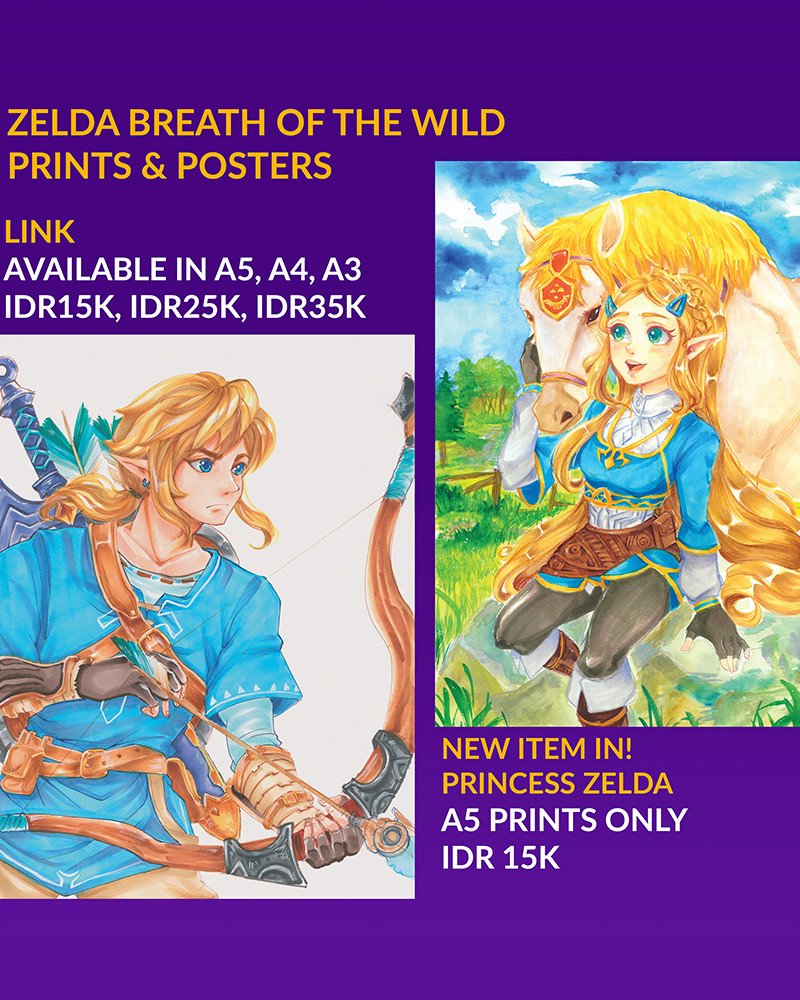 ZELDA BREATH OF THE WILD
PRINTS & POSTERS
LINK
AVAILABLE IN A5, A4, A3
IDR15K, IDR25K, IDR35K
NEW ITEM IN!
PRINCESS ZELDA
A5 PRINTS ONLY
IDR 15K